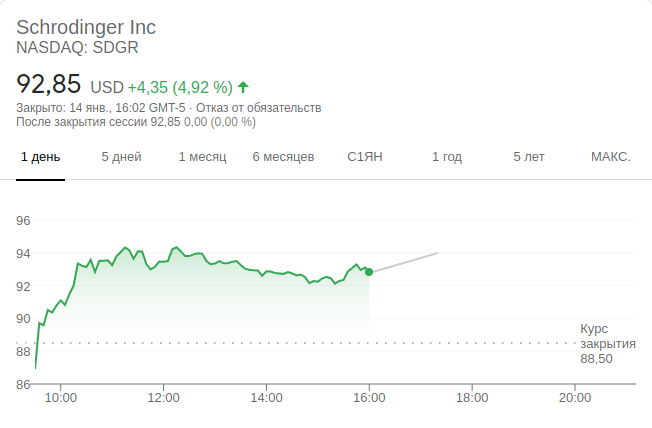 Schrodinger Inc
NASDAQ: SDGR
92,85 USD +4,35 (4,92 %)
Закрыто: 14 янв., 16:02 GMT-5 · Отказ от обязательств
После закрытия сессии 92,85 0,00 (0,00 %)
1 день 5 дней 1 месяц 6 месяцев С1ЯН 1 год 5 лет МАКС.
96
94
92
90
Курс
закрытия
88,50
88
86
10:00 12:00 14:00 16:00 18:00 20:00